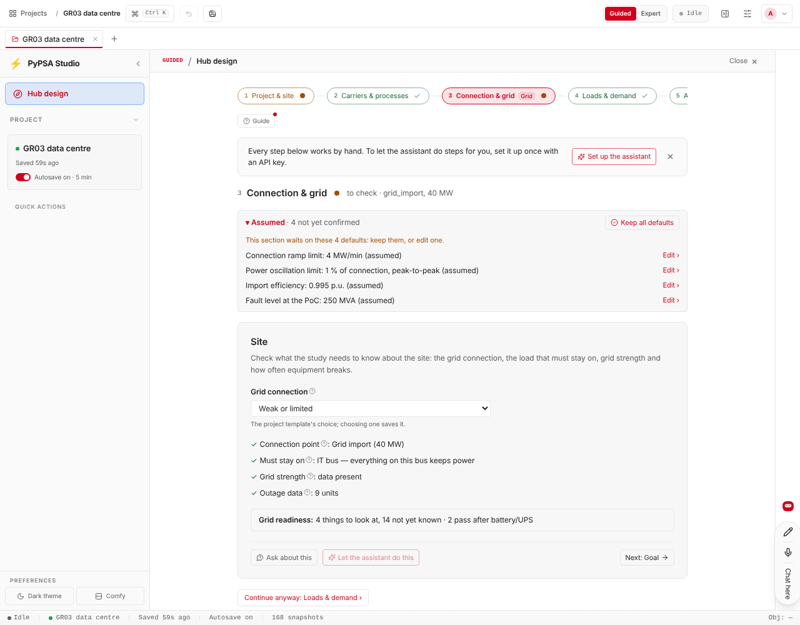 Projects / GR03 data centre ⌘ Ctrl K Guided Expert Idle A
GR03 data centre × +
PyPSA Studio
GUIDED / Hub design Close ×
Hub design
PROJECT
GR03 data centre
Saved 59s ago
Autosave on · 5 min
QUICK ACTIONS
1 Project & site 2 Carriers & processes 3 Connection & grid Grid 4 Loads & demand 5 A
Guide
Every step below works by hand. To let the assistant do steps for you, set it up once with
an API key.
Set up the assistant
3 Connection & grid to check · grid_import, 40 MW
▾ Assumed · 4 not yet confirmed Keep all defaults
This section waits on these 4 defaults: keep them, or edit one.
Connection ramp limit: 4 MW/min (assumed) Edit ›
Power oscillation limit: 1 % of connection, peak-to-peak (assumed) Edit ›
Import efficiency: 0.995 p.u. (assumed) Edit ›
Fault level at the PoC: 250 MVA (assumed) Edit ›
Site
Check what the study needs to know about the site: the grid connection, the load that must stay on, grid strength and
how often equipment breaks.
Grid connection ?
Weak or limited
The project template's choice; choosing one saves it.
✓ Connection point ?: Grid import (40 MW)
✓ Must stay on ?: IT bus — everything on this bus keeps power
✓ Grid strength ?: data present
✓ Outage data ?: 9 units
Grid readiness: 4 things to look at, 14 not yet known · 2 pass after battery/UPS
Ask about this Let the assistant do this Next: Goal →
Continue anyway: Loads & demand ›
Chat here
PREFERENCES
Dark theme Comfy
Idle GR03 data centre Saved 59s ago Autosave on 168 snapshots Obj: —